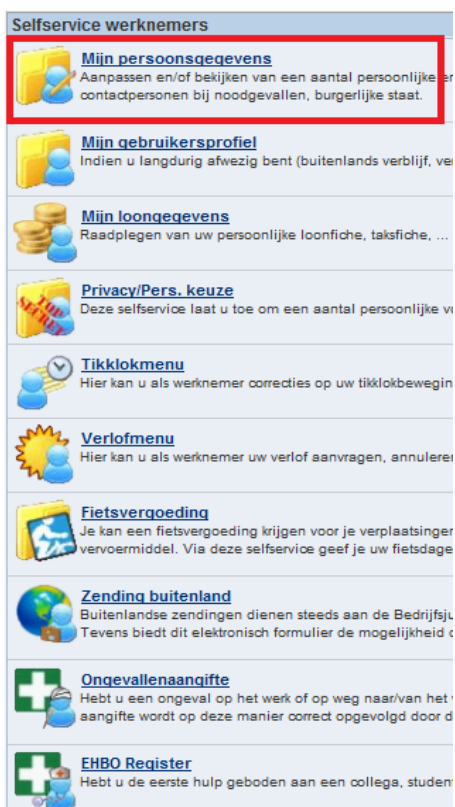 Selfservice werknemers
Mijn persoonsgegevens
Aanpassen en/of bekijken van een aantal persoonlijke
contactpersonen bij noodgevallen, burgerlijke staat.
Mijn gebruikersprofiel
Indien u langdurig afwezig bent (buitenlands verblijf,
Mijn loongegevens
Raadplegen van uw persoonlijke loonfiche, taksfiche, ...
TOP
SECRET
Privacy/Pers. keuze
Deze selfservice laat u toe om een aantal persoonlijke
Tikklokmenu
Hier kan u als werknemer correcties op uw tikklokbewegin
Verlofmenu
Hier kan u als werknemer uw verlof aanvragen, annuleren
Fietsvergoeding
Je kan een fietsvergoeding krijgen voor je verplaatsingen
vervoermiddel. Via deze selfservice geef je uw fietsdage
Zending buitenland
Buitenlandse zendingen dienen steeds aan de Bedrijfsju
Tevens biedt dit elektronisch formulier de mogelijkheid
Ongevallenaangifte
Hebt u een ongeval op het werk of op weg naar/van het
aangifte wordt op deze manier correct opgevolgd door d
EHBO Register
Hebt u de eerste hulp geboden aan een collega, student